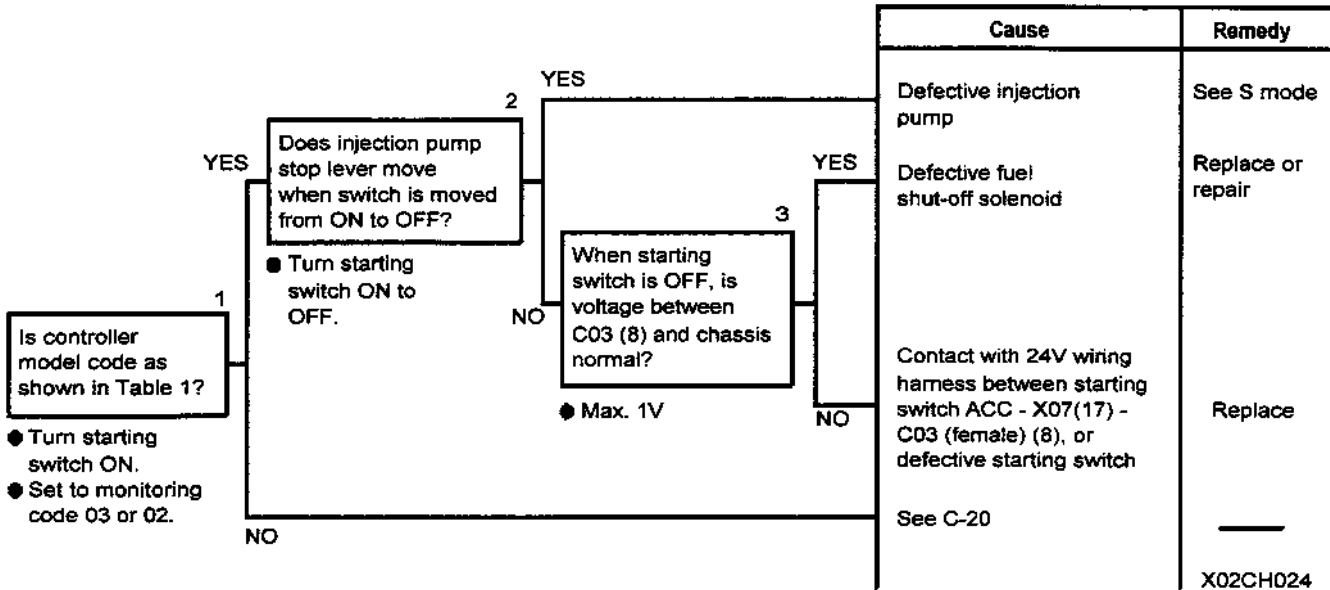 Cause
Remedy
YES
2
Defective injection
pump
See S mode
Does injection pump
stop lever move
when switch is moved
from ON to OFF?
YES
YES
Defective fuel
shut-off solenoid
Replace or
repair
3
● Turn starting
switch ON to
OFF.
When starting
switch is OFF, is
voltage between
C03 (8) and chassis
normal?
NO
1
Is controller
model code as
shown in Table 1?
● Max. 1V
NO
Contact with 24V wiring
harness between starting
switch ACC - X07(17) -
C03 (female) (8), or
defective starting switch
Replace
● Turn starting
switch ON.
● Set to monitoring
code 03 or 02.
NO
See C-20
X02CH024